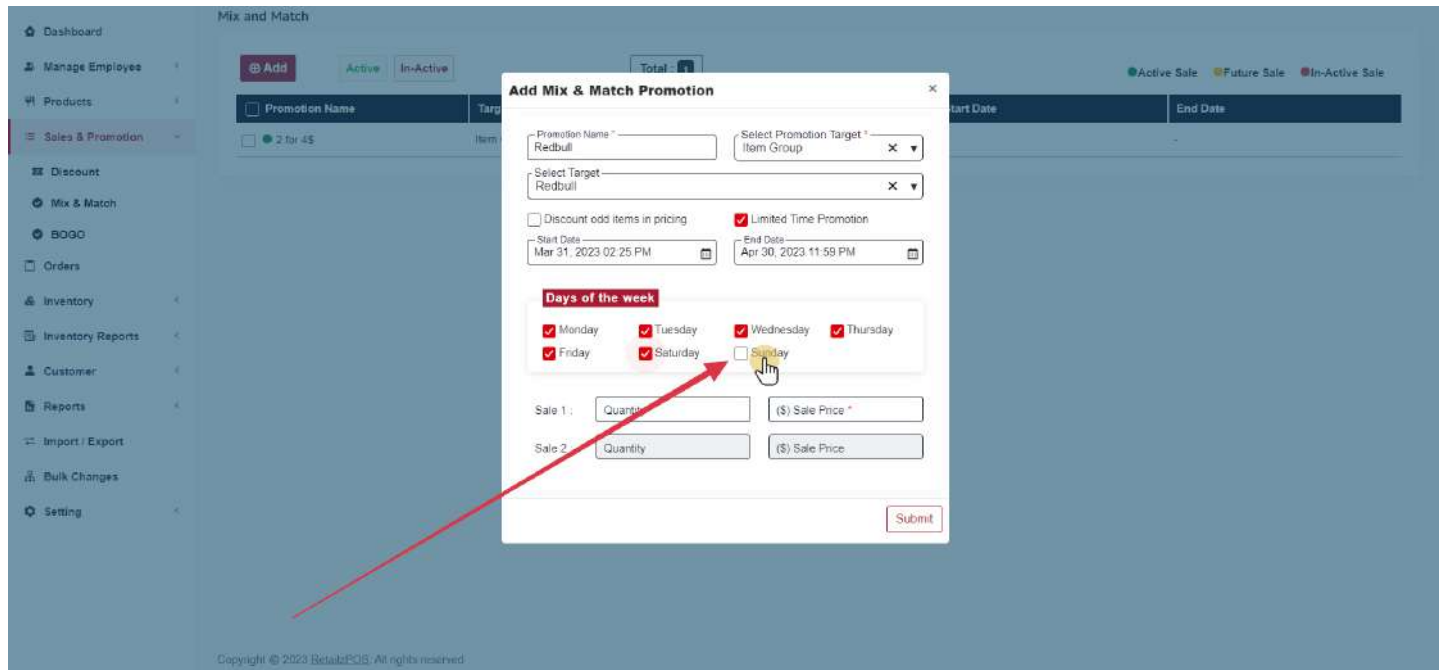 Mix and Match
Dashboard
Manage Employee
Products
Sales & Promotion
Discount
Mix & Match
BOGO
Orders
Inventory
Inventory Reports
Customer
Reports
Import / Export
Bulk Changes
Setting
Add Active In-Active Total : 1
Active Sale Future Sale In-Active Sale
Promotion Name Start Date End Date
2 for 4$ Item -
Add Mix & Match Promotion ×
Promotion Name * Select Promotion Target *
Redbull Item Group
Select Target
Redbull
Discount odd items in pricing Limited Time Promotion
Start Date End Date
Mar 31, 2023 02:25 PM Apr 30, 2023 11:59 PM
Days of the week
Monday Tuesday Wednesday Thursday
Friday Saturday Sunday
Sale 1 : Quantity ($) Sale Price *
Sale 2 Quantity ($) Sale Price
Submit
Copyright © 2023 RetailzPOS. All rights reserved